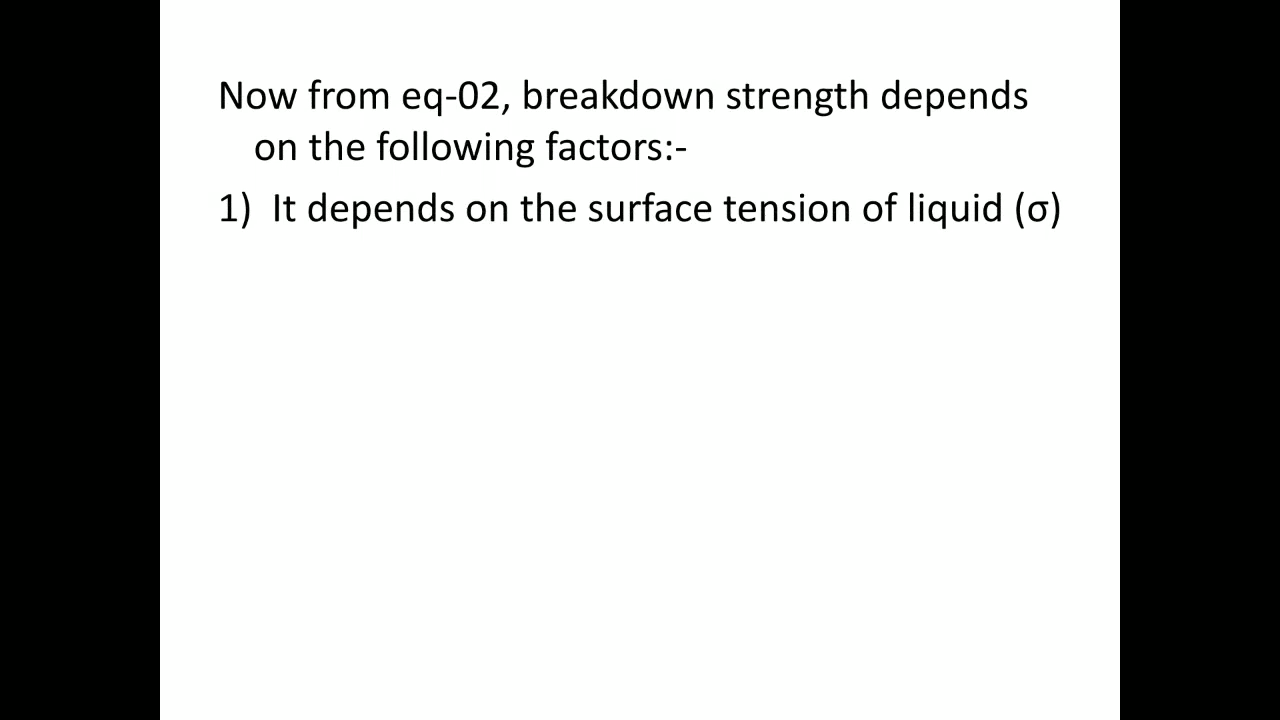 Now from eq-02, breakdown strength depends
on the following factors:-
1) It depends on the surface tension of liquid (σ)